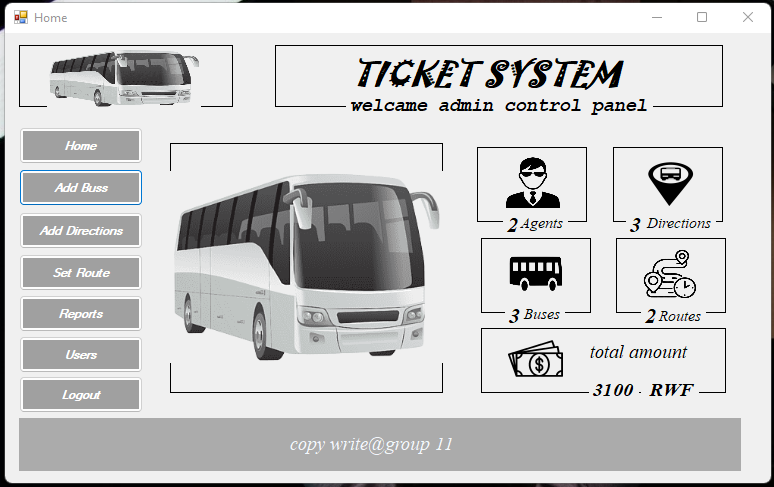 Home
TICKET SYSTEM
welcame admin control panel
Home
Add Buss
Add Directions
Set Route
Reports
Users
Logout
2 Agents
3 Directions
3 Buses
2 Routes
total amount
3100 - RWF
copy write@group 11